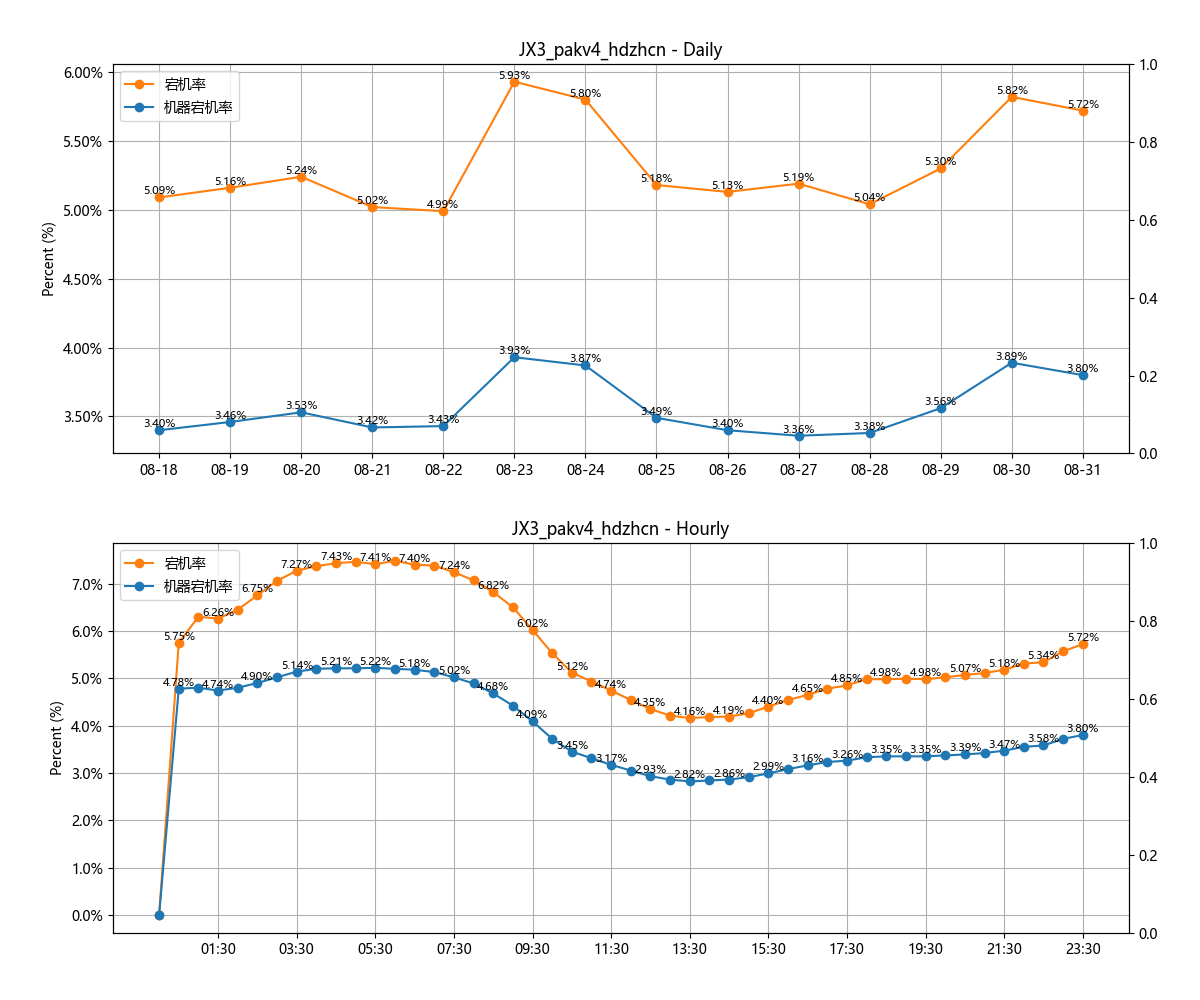 JX3_pakv4_hdzhcn - Daily
宕机率
机器宕机率
Percent (%)
6.00%
5.50%
5.00%
4.50%
4.00%
3.50%
1.0
0.8
0.6
0.4
0.2
0.0
5.09% 5.16% 5.24% 5.02% 4.99% 5.93% 5.80% 5.18% 5.13% 5.19% 5.04% 5.30% 5.82% 5.72%
3.40% 3.46% 3.53% 3.42% 3.43% 3.93% 3.87% 3.49% 3.40% 3.36% 3.38% 3.56% 3.89% 3.80%
08-18 08-19 08-20 08-21 08-22 08-23 08-24 08-25 08-26 08-27 08-28 08-29 08-30 08-31
JX3_pakv4_hdzhcn - Hourly
宕机率
机器宕机率
Percent (%)
7.0%
6.0%
5.0%
4.0%
3.0%
2.0%
1.0%
0.0%
1.0
0.8
0.6
0.4
0.2
0.0
5.75% 6.26% 6.75% 7.27% 7.43% 7.41% 7.40% 7.24% 6.82% 6.02% 5.12% 4.74% 4.35% 4.16% 4.19% 4.40% 4.65% 4.85% 4.98% 4.98% 5.07% 5.18% 5.34% 5.72%
4.78% 4.74% 4.90% 5.14% 5.21% 5.22% 5.18% 5.02% 4.68% 4.09% 3.45% 3.17% 2.93% 2.82% 2.86% 2.99% 3.16% 3.26% 3.35% 3.35% 3.39% 3.47% 3.58% 3.80%
01:30 03:30 05:30 07:30 09:30 11:30 13:30 15:30 17:30 19:30 21:30 23:30